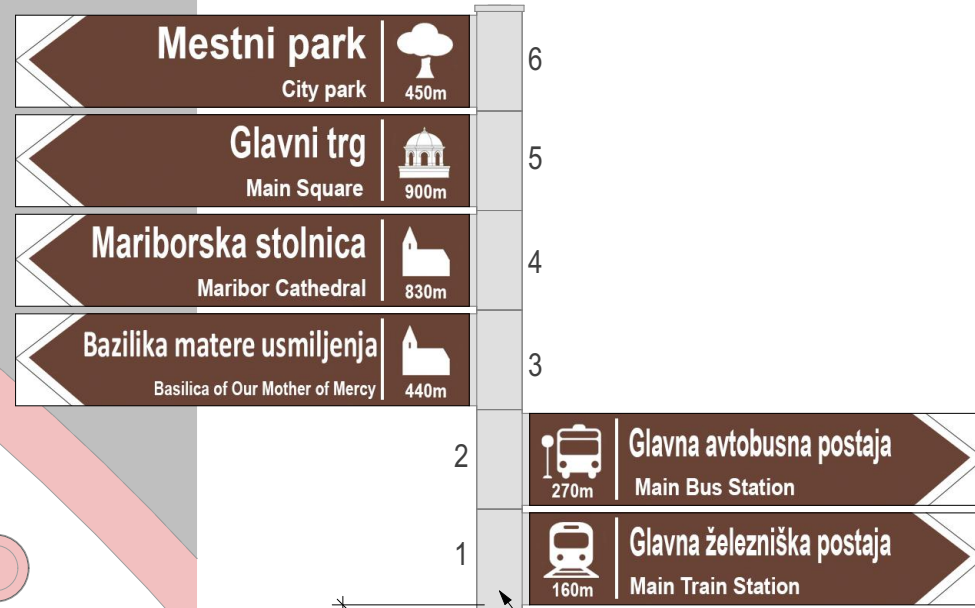 Mestni park
City park
450m
6
Glavni trg
Main Square
900m
5
Mariborska stolnica
Maribor Cathedral
830m
4
Bazilika matere usmiljenja
Basilica of Our Mother of Mercy
440m
3
2
Glavna avtobusna postaja
270m
Main Bus Station
1
Glavna železniška postaja
160m
Main Train Station